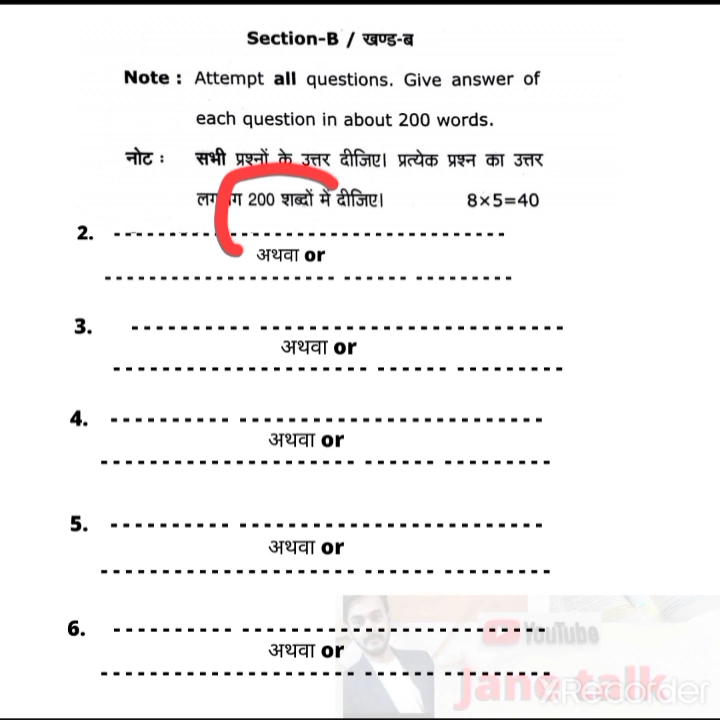 Section-B / खण्ड-ब
Note : Attempt all questions. Give answer of
each question in about 200 words.
नोट : सभी प्रश्नों के उत्तर दीजिए। प्रत्येक प्रश्न का उत्तर
200 शब्दों में दीजिए। 8×5=40
2.
अथवा or
3.
अथवा or
4.
अथवा or
5.
अथवा or
6.
YouTube
अथवा or
talk
XRecorder